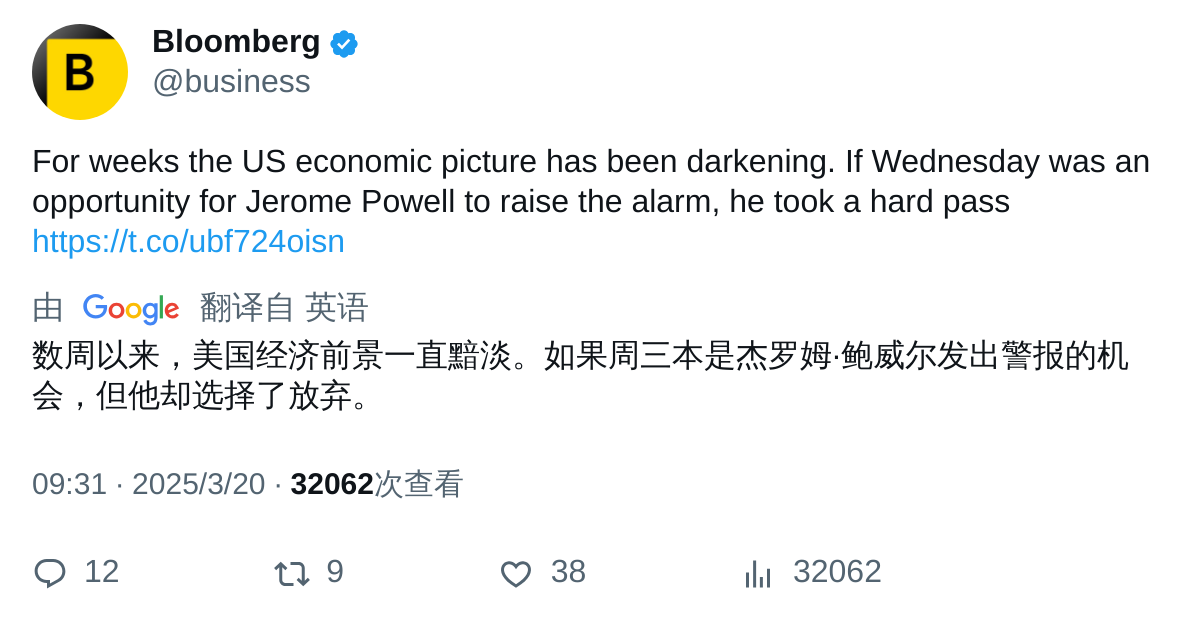 B
Bloomberg
@business
For weeks the US economic picture has been darkening. If Wednesday was an
opportunity for Jerome Powell to raise the alarm, he took a hard pass
https://t.co/ubf724oisn
由 Google 翻译自 英语
数周以来，美国经济前景一直黯淡。如果周三本是杰罗姆·鲍威尔发出警报的机
会，但他却选择了放弃。
09:31 · 2025/3/20 · 32062次查看
12 9 38 32062